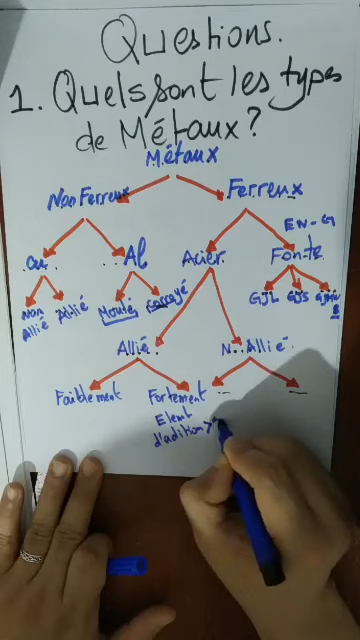 Questions.
1. Quels sont les types
de Métaux ?
Métaux
Non Ferreux
Ferreux
EN-G
Cu
Al
Acier
Fonte
Non Allié
Allié
Moulé
Corroyé
GJL
GJS
Allié
N. Allié
Faiblement
Fortement
Elemt
d'adition >